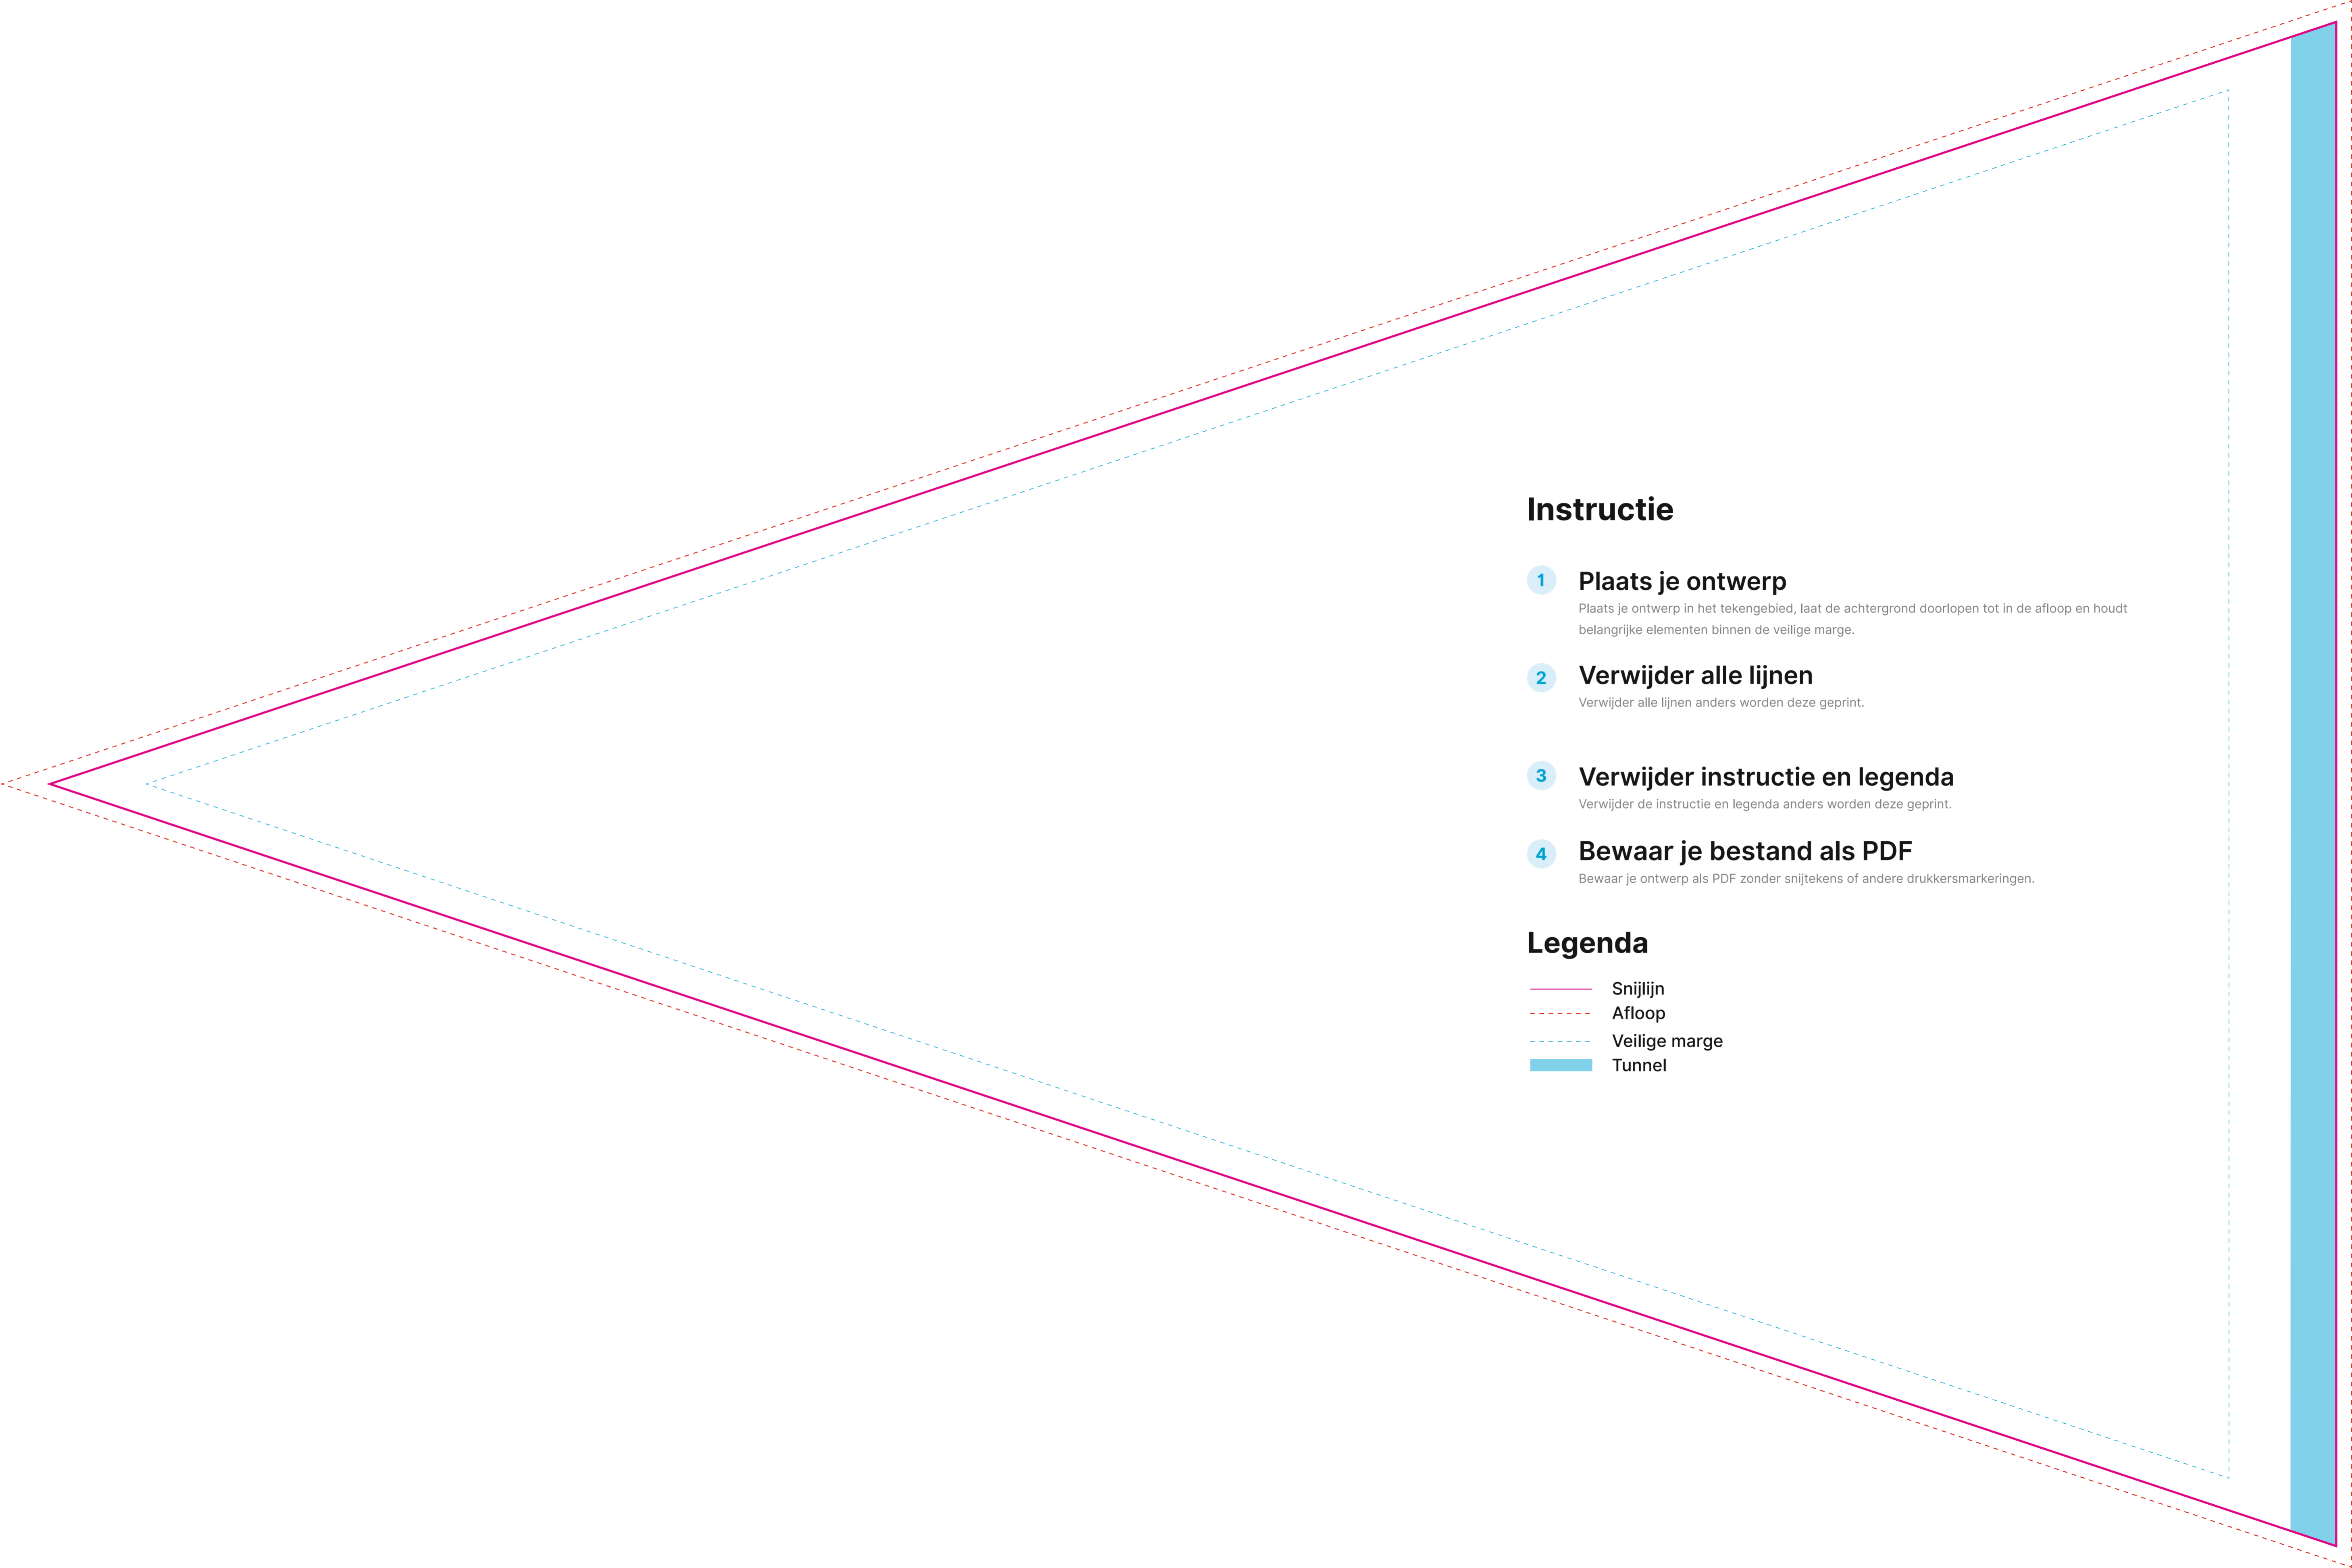 Instructie
1
Plaats je ontwerp
Plaats je ontwerp in het tekengebied, laat de achtergrond doorlopen tot in de afloop en houdt
belangrijke elementen binnen de veilige marge.
2
Verwijder alle lijnen
Verwijder alle lijnen anders worden deze geprint.
3
Verwijder instructie en legenda
Verwijder de instructie en legenda anders worden deze geprint.
4
Bewaar je bestand als PDF
Bewaar je ontwerp als PDF zonder snijtekens of andere drukkersmarkeringen.
Legenda
Snijlijn
Afloop
Veilige marge
Tunnel